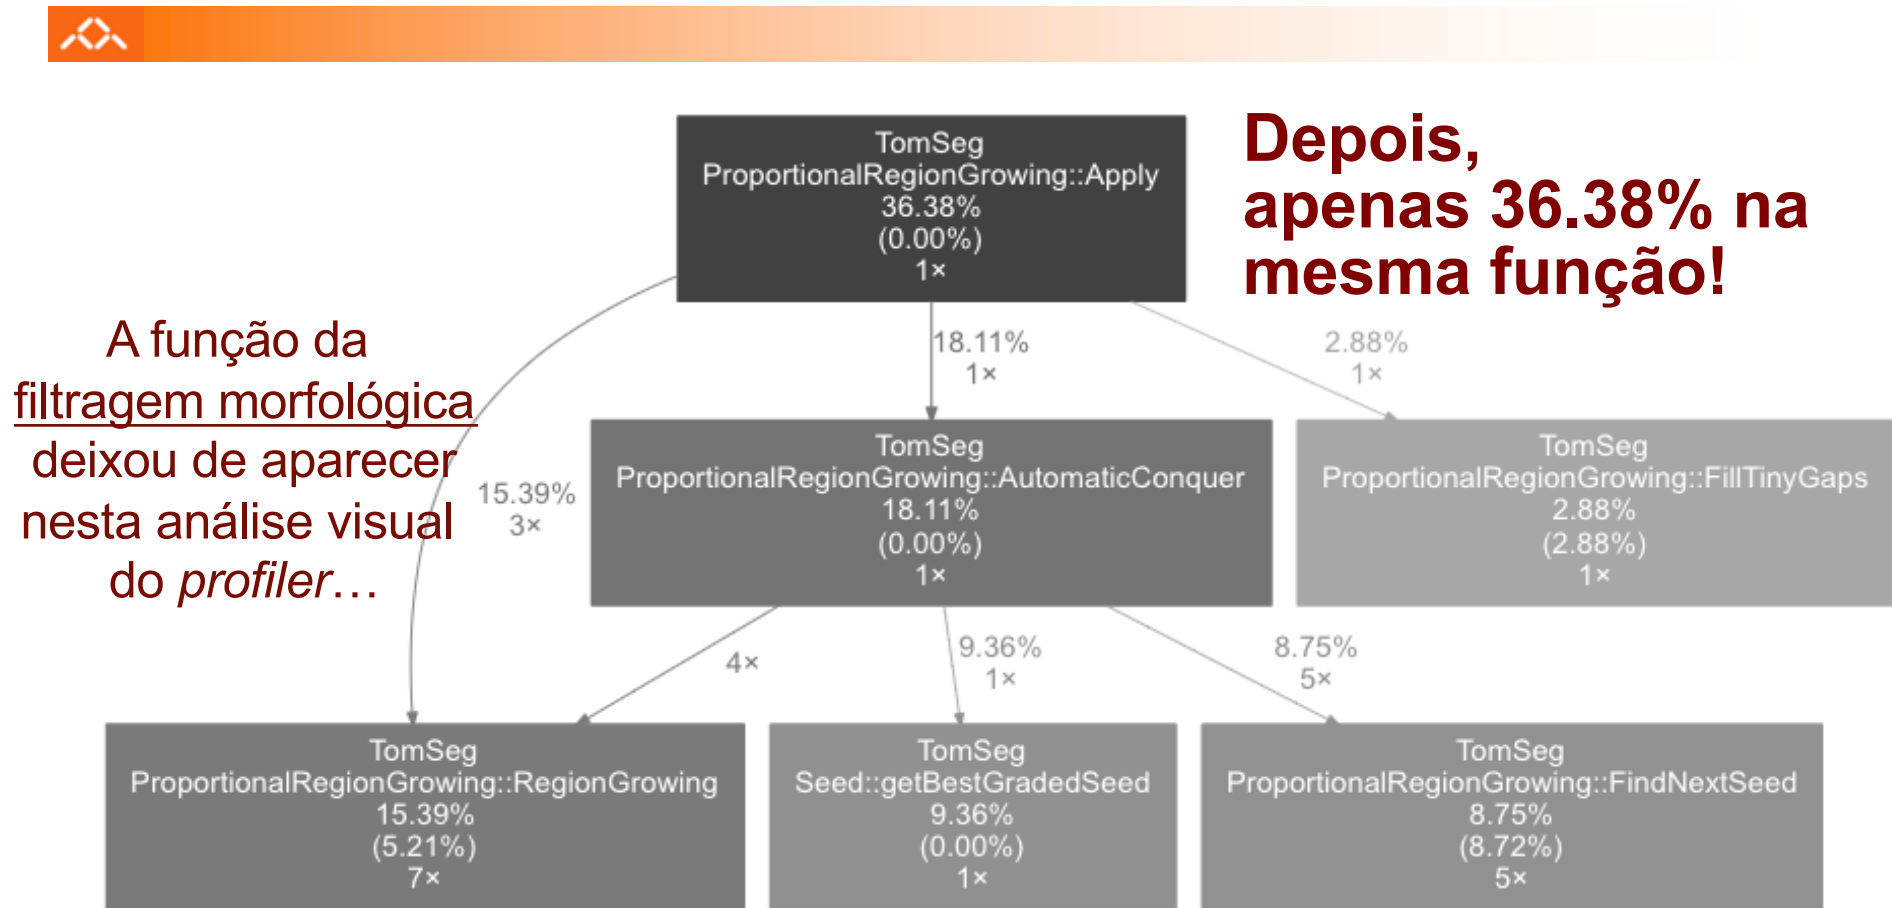 Depois,
apenas 36.38% na
mesma função!
A função da
filtragem morfológica
deixou de aparecer
nesta análise visual
do profiler…
TomSeg
ProportionalRegionGrowing::Apply
36.38%
(0.00%)
1×
15.39%
3×
18.11%
1×
2.88%
1×
TomSeg
ProportionalRegionGrowing::AutomaticConquer
18.11%
(0.00%)
1×
TomSeg
ProportionalRegionGrowing::FillTinyGaps
2.88%
(2.88%)
1×
4×
9.36%
1×
8.75%
5×
TomSeg
ProportionalRegionGrowing::RegionGrowing
15.39%
(5.21%)
7×
TomSeg
Seed::getBestGradedSeed
9.36%
(0.00%)
1×
TomSeg
ProportionalRegionGrowing::FindNextSeed
8.75%
(8.72%)
5×